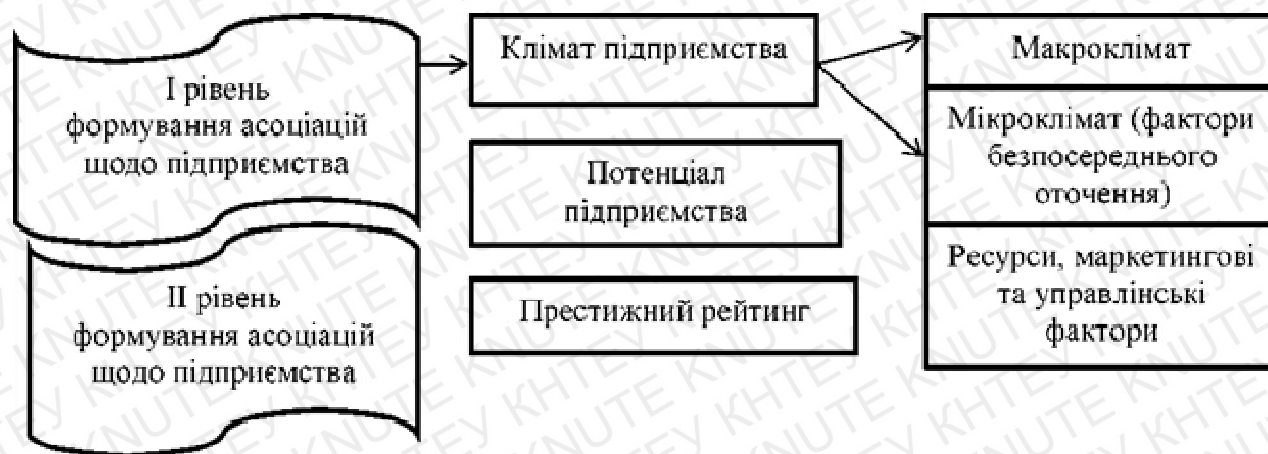 І рівень
формування асоціацій
щодо підприємства
ІІ рівень
формування асоціацій
щодо підприємства
Клімат підприємства
Потенціал
підприємства
Престижний рейтинг
Макроклімат
Мікроклімат (фактори
безпосереднього
оточення)
Ресурси, маркетингові
та управлінські
фактори